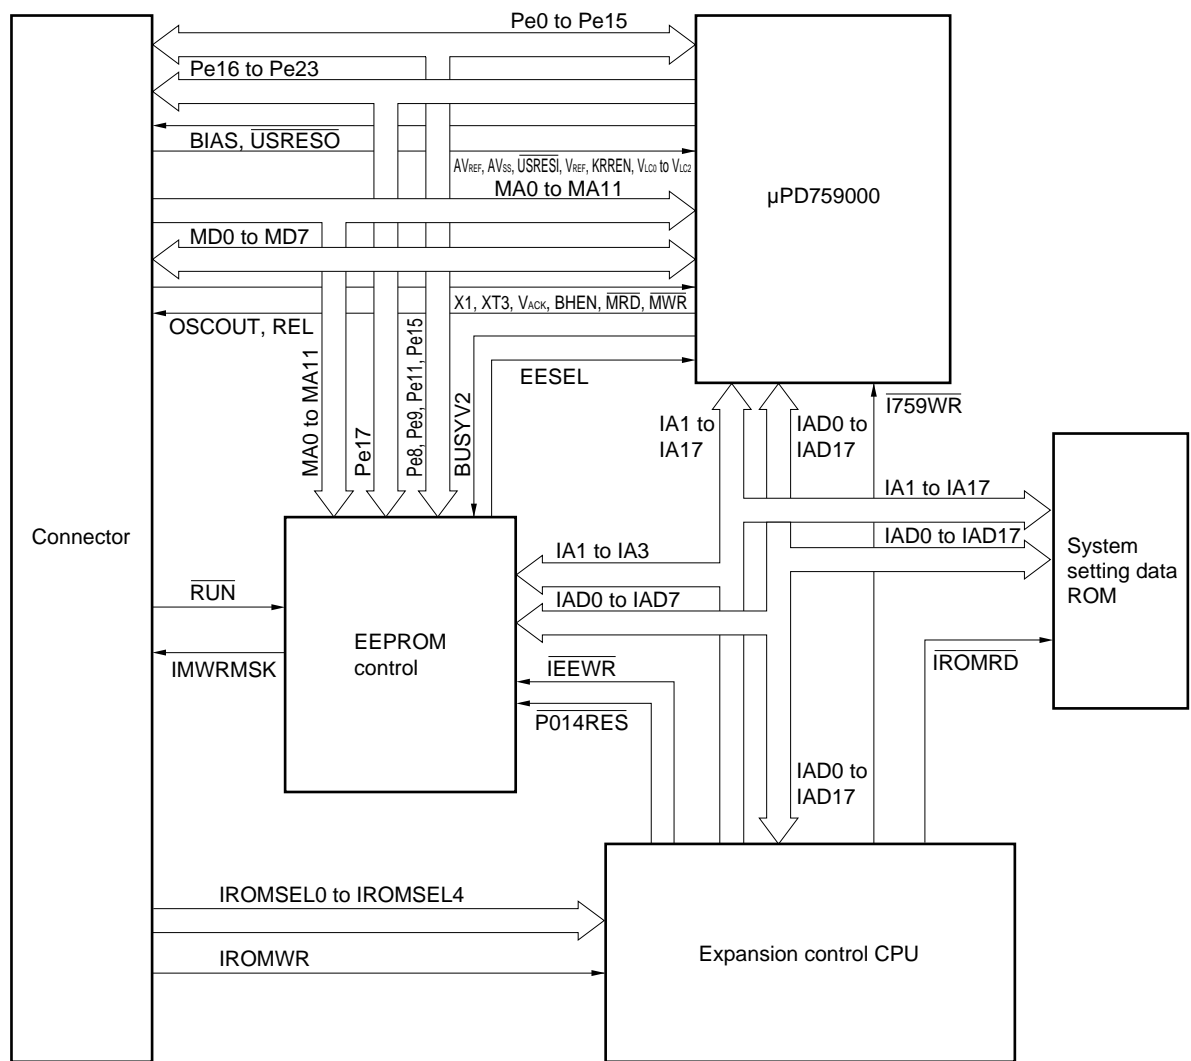 Pe0 to Pe15
Pe16 to Pe23
BIAS, USRESO
AVREF, AVSS, USRESI, VREF, KRREN, VLC0 to VLC2
MA0 to MA11
µPD759000
MD0 to MD7
X1, XT3, VACK, BHEN, MRD, MWR
OSCOUT, REL
MA0 to MA11
Pe17
Pe8, Pe9, Pe11, Pe15
BUSYV2
EESEL
IA1 to
IA17
IAD0 to
IAD17
I759WR
IA1 to IA17
IAD0 to IAD17
System
setting data
ROM
Connector
IA1 to IA3
IAD0 to IAD7
RUN
EEPROM
control
IMWRMSK
IEEWR
P014RES
IROMRD
IAD0 to
IAD17
IROMSEL0 to IROMSEL4
IROMWR
Expansion control CPU